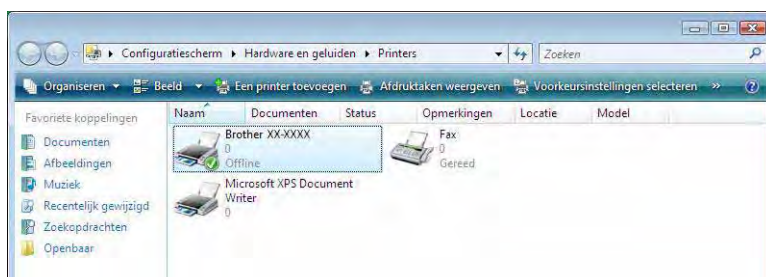 Configuratiescherm ▸ Hardware en geluiden ▸ Printers
Zoeken
Organiseren Beeld Een printer toevoegen Afdruktaken weergeven Voorkeursinstellingen selecteren » ?
Favoriete koppelingen
Documenten
Afbeeldingen
Muziek
Recentelijk gewijzigd
Zoekopdrachten
Openbaar
Naam Documenten Status Opmerkingen Locatie Model
Brother XX-XXXX
0
Offline
Fax
0
Gereed
Microsoft XPS Document
Writer
0